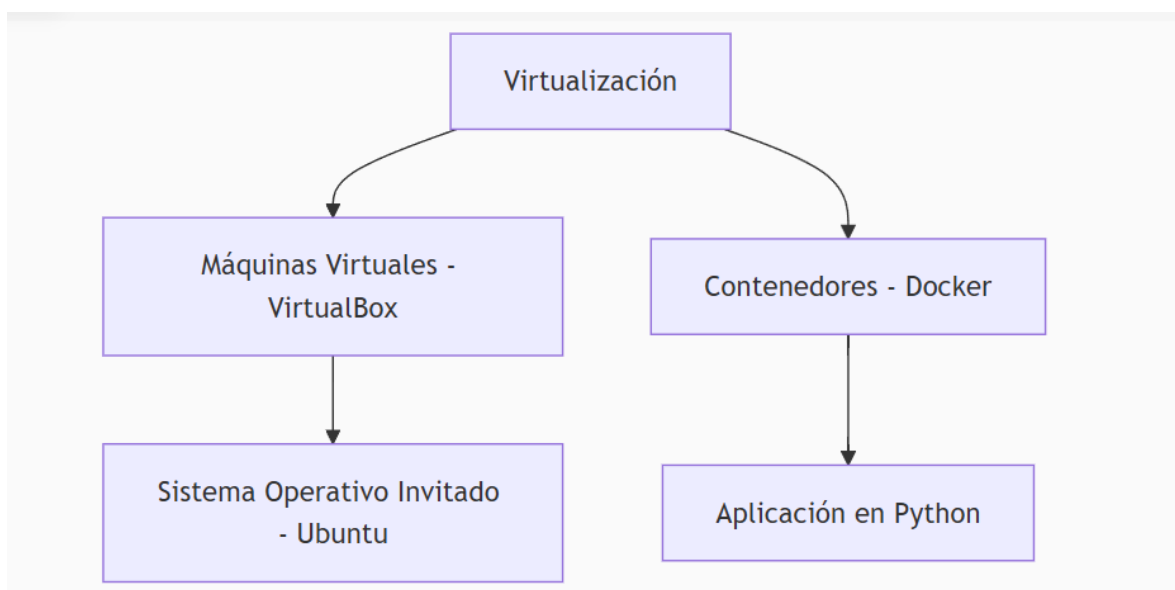 Virtualización
Máquinas Virtuales -
VirtualBox
Contenedores - Docker
Sistema Operativo Invitado
- Ubuntu
Aplicación en Python